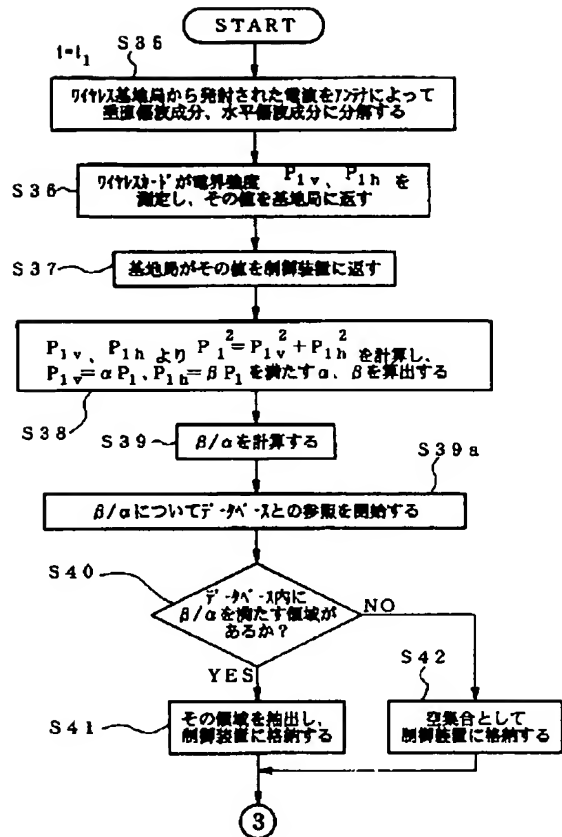 START
S35
t=t1
ワイヤレス基地局から発射された電波をアンテナによって
垂直偏波成分、水平偏波成分に分解する
S36
ワイヤレスカードが電界強度 P1v、P1h を
測定し、その値を基地局に返す
S37
基地局がその値を制御装置に返す
P1v、P1h より P1²=P1v²+P1h² を計算し、
P1v=αP1、P1h=βP1 を満たすα、βを算出する
S38
S39
β/αを計算する
S39a
β/αについてデータベースとの参照を開始する
S40
データベース内に
β/αを満たす領域が
あるか?
NO
YES
S42
S41
その領域を抽出し、
制御装置に格納する
空集合として
制御装置に格納する
3